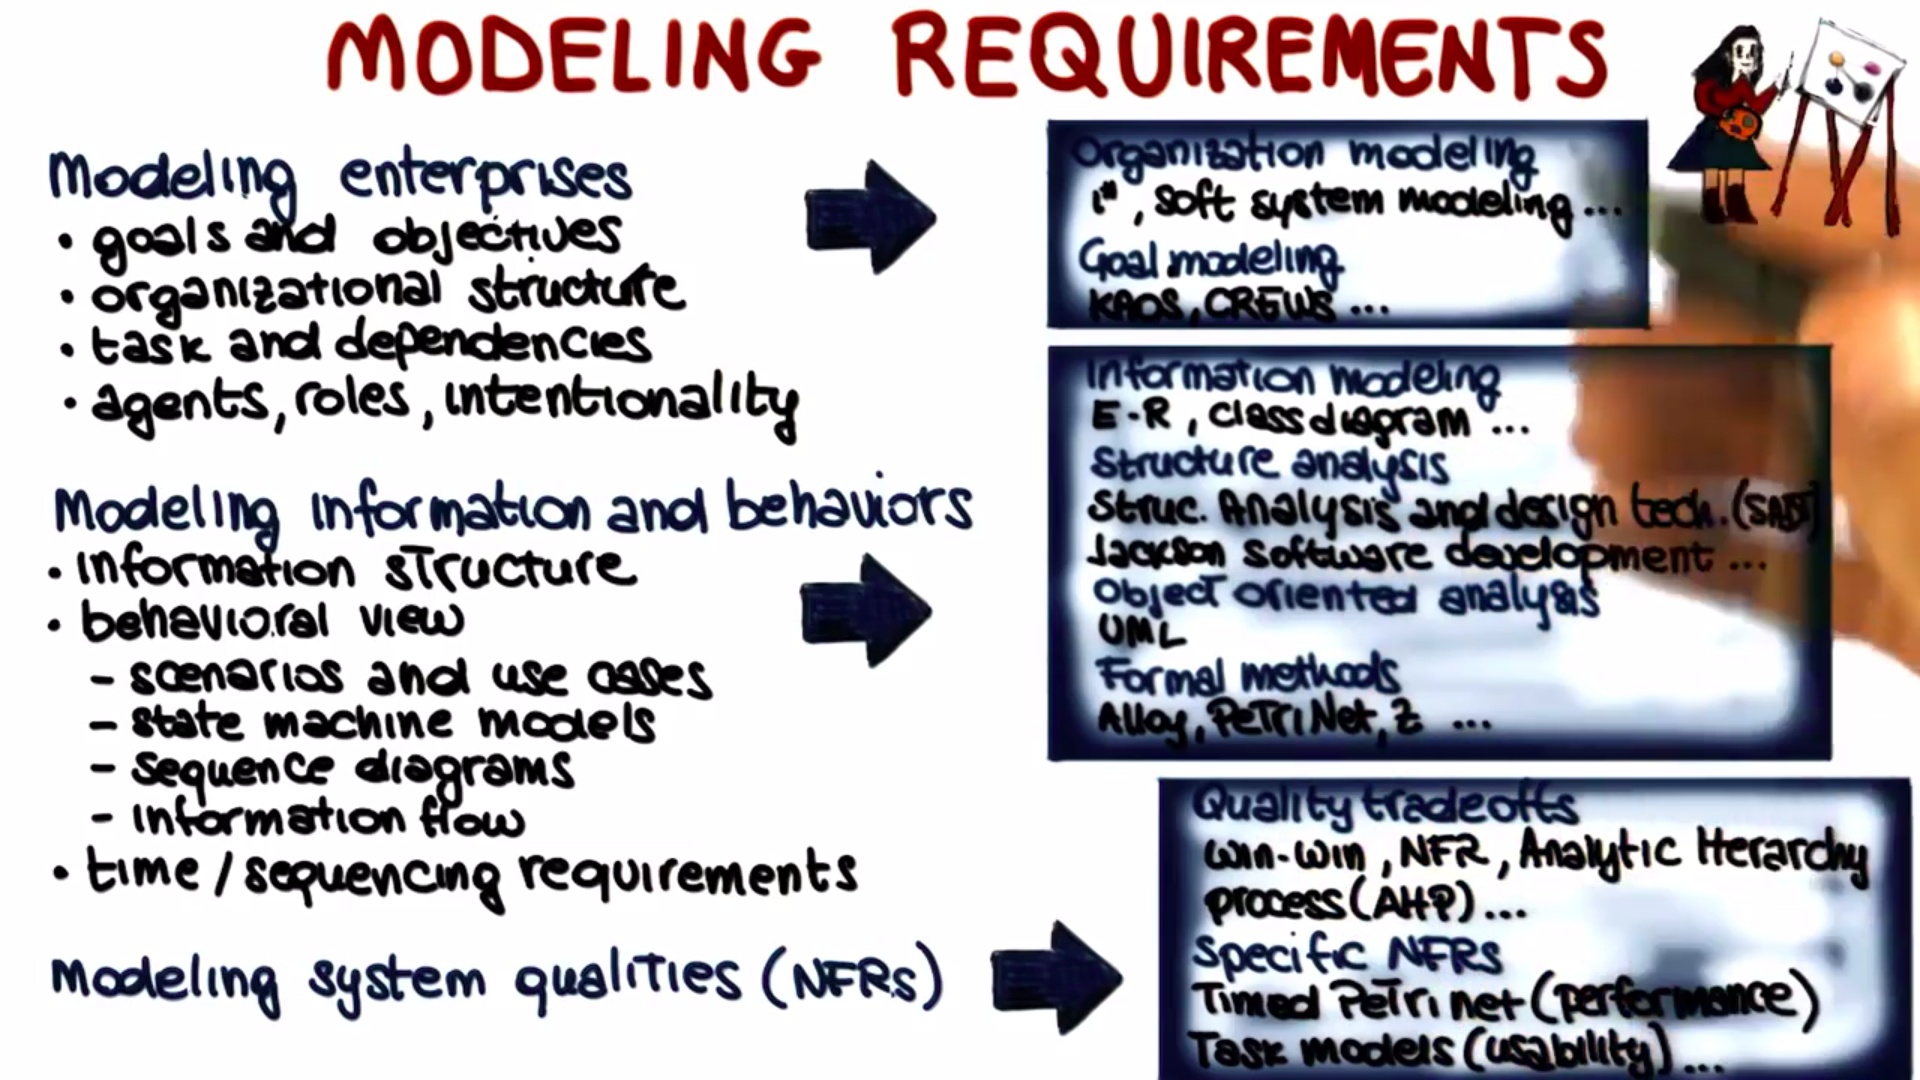 MODELING REQUIREMENTS
Modeling enterprises
• goals and objectives
• organizational structure
• task and dependencies
• agents, roles, intentionality
Organization modeling
i*, soft system modeling ...
Goal modeling
KAOS, CREWS ...
Modeling information and behaviors
• information structure
• behavioral view
- scenarios and use cases
- state machine models
- sequence diagrams
- information flow
• time / sequencing requirements
Information modeling
E-R, class diagram ...
Structure analysis
Struc. Analysis and design tech. (SADT)
Jackson software development ...
Object oriented analysis
UML
Formal methods
Alloy, PeTri Net, Z ...
Modeling system qualities (NFRs)
Quality tradeoffs
win-win, NFR, Analytic Hierarchy
process (AHP) ...
Specific NFRs
Timed PeTri net (performance)
Task models (usability) ...